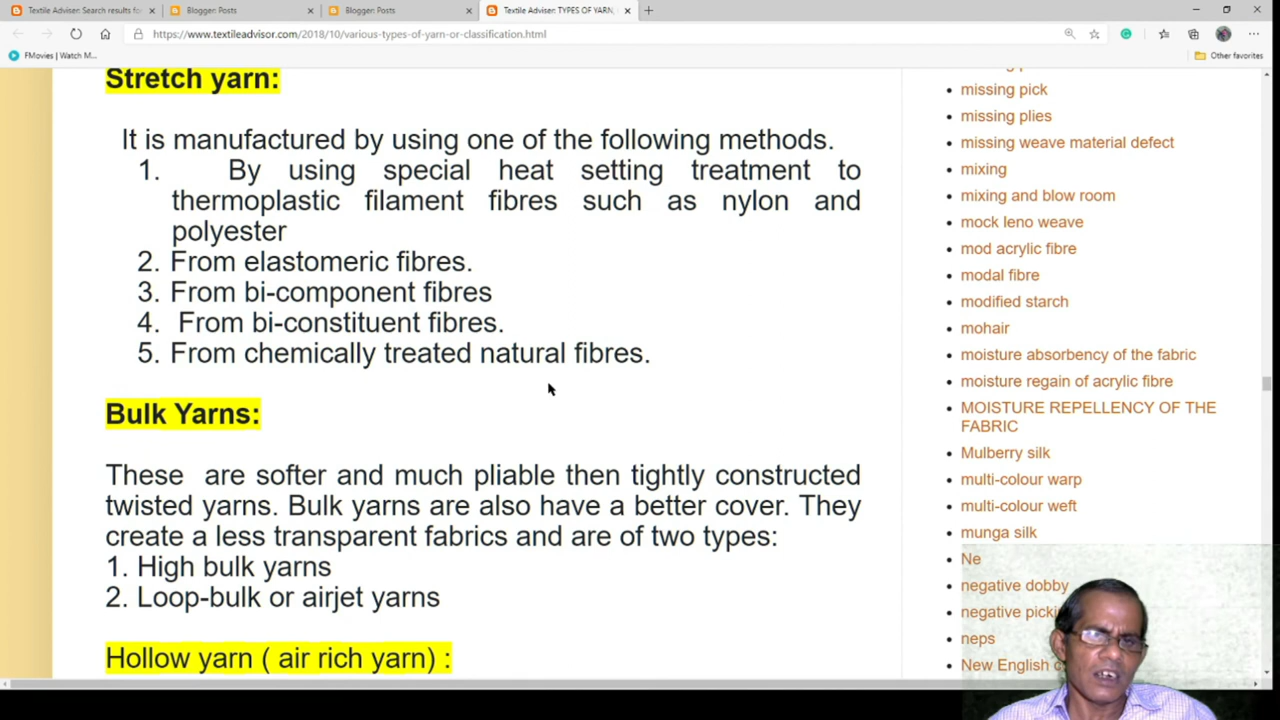 Textile Adviser: Search results fo
Blogger: Posts
Blogger: Posts
Textile Adviser: TYPES OF YARN,
https://www.textileadvisor.com/2018/10/various-types-of-yarn-or-classification.html
FMovies | Watch M...
Other favorites
Stretch yarn:
It is manufactured by using one of the following methods.
1. By using special heat setting treatment to
thermoplastic filament fibres such as nylon and
polyester
2. From elastomeric fibres.
3. From bi-component fibres
4. From bi-constituent fibres.
5. From chemically treated natural fibres.
Bulk Yarns:
These are softer and much pliable then tightly constructed
twisted yarns. Bulk yarns are also have a better cover. They
create a less transparent fabrics and are of two types:
1. High bulk yarns
2. Loop-bulk or airjet yarns
Hollow yarn ( air rich yarn) :
missing pick
missing plies
missing weave material defect
mixing
mixing and blow room
mock leno weave
mod acrylic fibre
modal fibre
modified starch
mohair
moisture absorbency of the fabric
moisture regain of acrylic fibre
MOISTURE REPELLENCY OF THE
FABRIC
Mulberry silk
multi-colour warp
multi-colour weft
munga silk
Ne
negative dobby
negative picki
neps
New English c